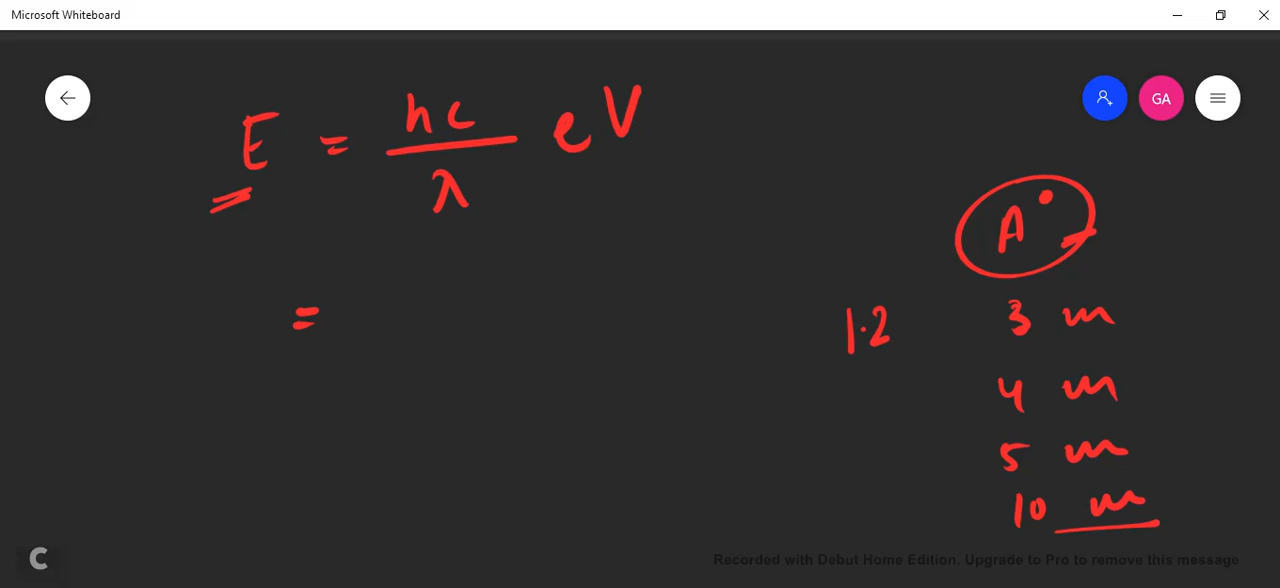 Microsoft Whiteboard
GA
E = hc/λ eV
A°
=
1.2
3 m
4 m
5 m
10 m
C
Recorded with Debut Home Edition. Upgrade to Pro to remove this message